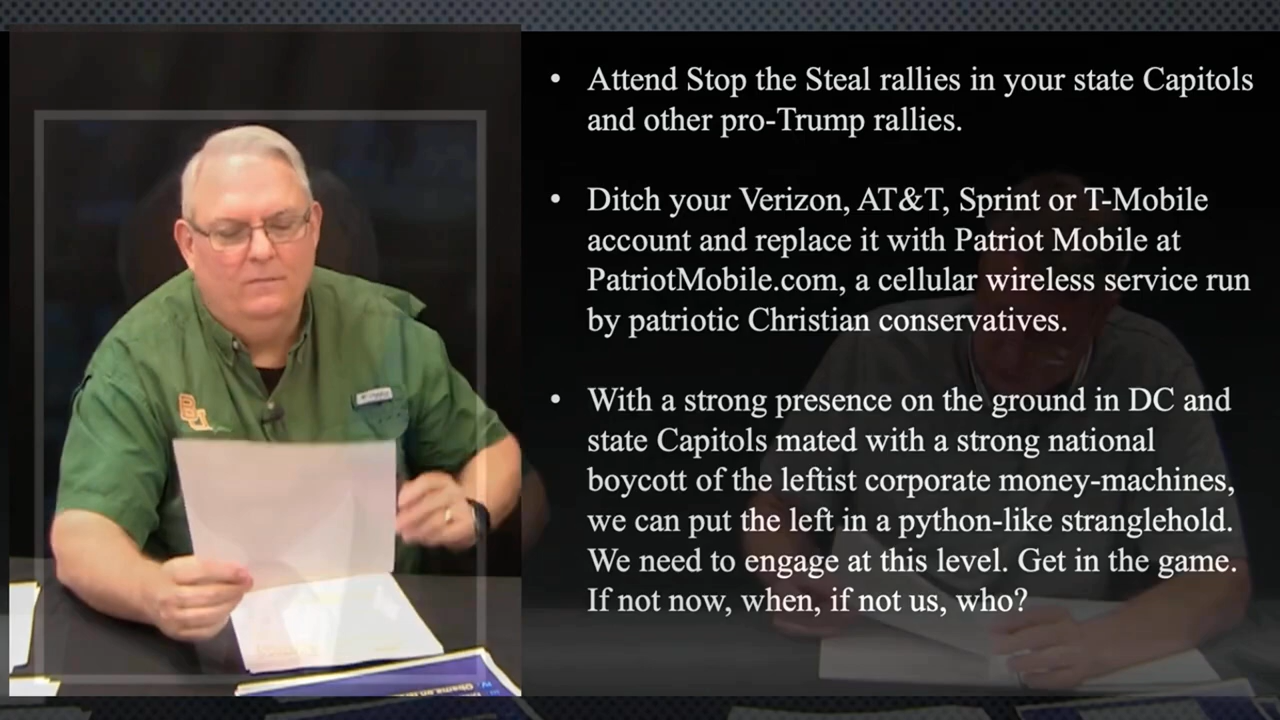 • Attend Stop the Steal rallies in your state Capitols
and other pro-Trump rallies.
• Ditch your Verizon, AT&T, Sprint or T-Mobile
account and replace it with Patriot Mobile at
PatriotMobile.com, a cellular wireless service run
by patriotic Christian conservatives.
• With a strong presence on the ground in DC and
state Capitols mated with a strong national
boycott of the leftist corporate money-machines,
we can put the left in a python-like stranglehold.
We need to engage at this level. Get in the game.
If not now, when, if not us, who?
BU